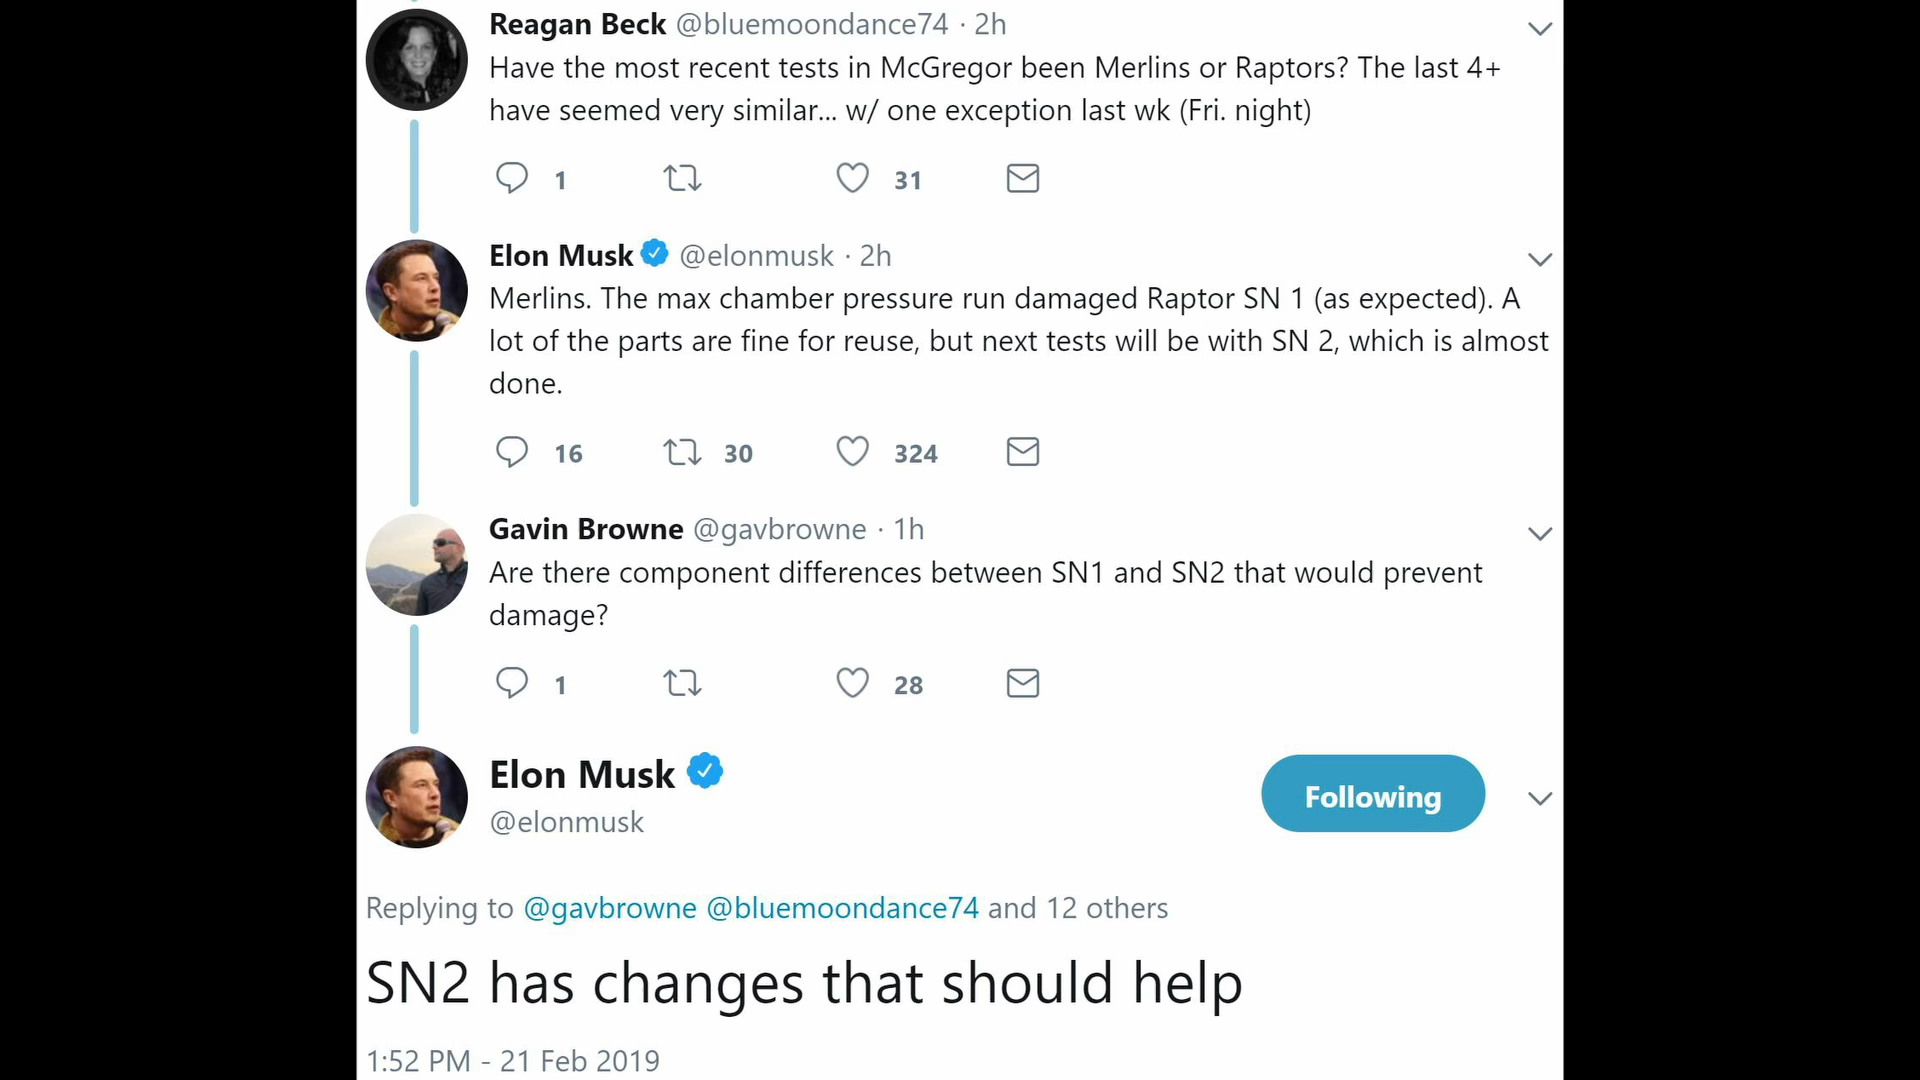 Reagan Beck @bluemoondance74 · 2h
Have the most recent tests in McGregor been Merlins or Raptors? The last 4+
have seemed very similar... w/ one exception last wk (Fri. night)
1 31
Elon Musk @elonmusk · 2h
Merlins. The max chamber pressure run damaged Raptor SN 1 (as expected). A
lot of the parts are fine for reuse, but next tests will be with SN 2, which is almost
done.
16 30 324
Gavin Browne @gavbrowne · 1h
Are there component differences between SN1 and SN2 that would prevent
damage?
1 28
Elon Musk
Following
@elonmusk
Replying to @gavbrowne @bluemoondance74 and 12 others
SN2 has changes that should help
1:52 PM - 21 Feb 2019